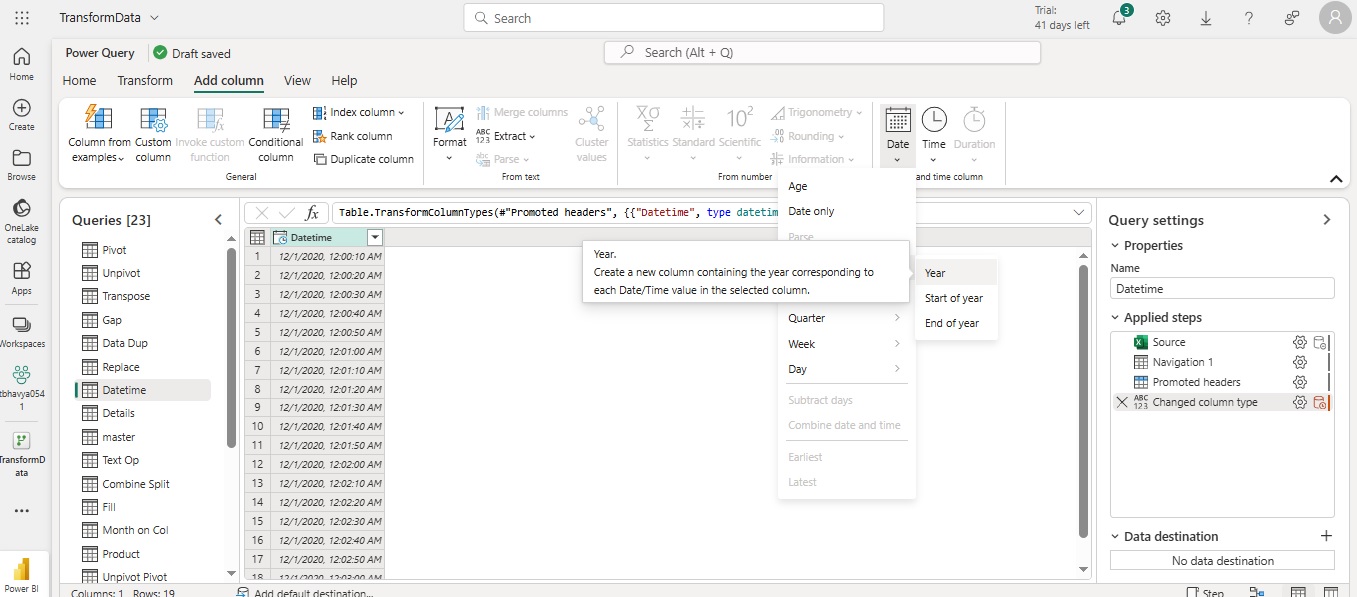 TransformData
Search
Trial:
41 days left
3
Power Query
Draft saved
Search (Alt + Q)
Home
Transform
Add column
View
Help
Column from
examples
Custom
column
Invoke custom
function
Conditional
column
Index column
Rank column
Duplicate column
General
Format
Merge columns
ABC
123
Extract
Parse
Cluster
values
From text
Statistics
Standard
10²
Scientific
Trigonometry
Rounding
Information
From number
Date
Time
Duration
and time column
Home
Create
Browse
OneLake
catalog
Apps
Workspaces
tbhavya054
1
TransformD
ata
Power BI
Queries [23]
Pivot
Unpivot
Transpose
Gap
Data Dup
Replace
Datetime
Details
master
Text Op
Combine Split
Fill
Month on Col
Product
Unpivot Pivot
fx
Table.TransformColumnTypes(#"Promoted headers", {{"Datetime", type datetim
Datetime
1 12/1/2020, 12:00:10 AM
2 12/1/2020, 12:00:20 AM
3 12/1/2020, 12:00:30 AM
4 12/1/2020, 12:00:40 AM
5 12/1/2020, 12:00:50 AM
6 12/1/2020, 12:01:00 AM
7 12/1/2020, 12:01:10 AM
8 12/1/2020, 12:01:20 AM
9 12/1/2020, 12:01:30 AM
10 12/1/2020, 12:01:40 AM
11 12/1/2020, 12:01:50 AM
12 12/1/2020, 12:02:00 AM
13 12/1/2020, 12:02:10 AM
14 12/1/2020, 12:02:20 AM
15 12/1/2020, 12:02:30 AM
16 12/1/2020, 12:02:40 AM
17 12/1/2020, 12:02:50 AM
18 12/1/2020, 12:03:00 AM
Age
Date only
Parse
Year.
Create a new column containing the year corresponding to
each Date/Time value in the selected column.
Quarter
Week
Day
Subtract days
Combine date and time
Earliest
Latest
Year
Start of year
End of year
Query settings
Properties
Name
Datetime
Applied steps
Source
Navigation 1
Promoted headers
ABC
123
Changed column type
Data destination
No data destination
Columns: 1 Rows: 19
Add default destination...
Step